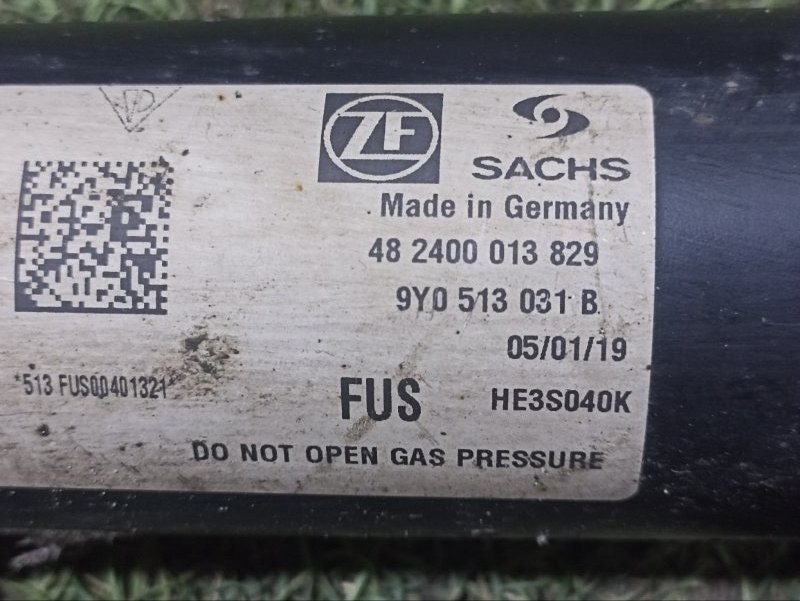 ZF
SACHS
Made in Germany
48 2400 013 829
9Y0 513 031 B
05/01/19
*513 FUS00401321*
FUS HE3S040K
DO NOT OPEN GAS PRESSURE